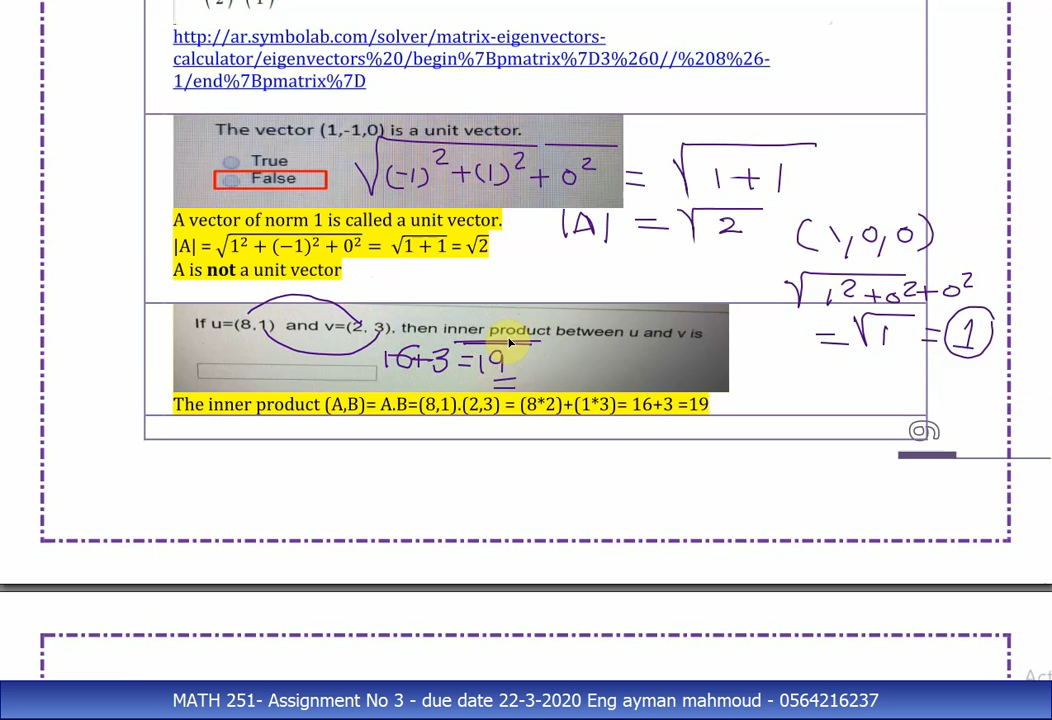 http://ar.symbolab.com/solver/matrix-eigenvectors-
calculator/eigenvectors%20/begin%7Bpmatrix%7D3%260//%208%26-
1/end%7Bpmatrix%7D
The vector (1,-1,0) is a unit vector.
True
False
√(-1)² + (1)² + 0² = √1 + 1
|A| = √2
A vector of norm 1 is called a unit vector.
|A| = √1² + (−1)² + 0² = √1 + 1 = √2
A is not a unit vector
(1,0,0)
√1² + 0² + 0²
= √1 = 1
If u=(8,1) and v=(2, 3), then inner product between u and v is
16+3 = 19
The inner product (A,B)= A.B=(8,1).(2,3) = (8*2)+(1*3)= 16+3 =19
9
MATH 251- Assignment No 3 - due date 22-3-2020 Eng ayman mahmoud - 0564216237